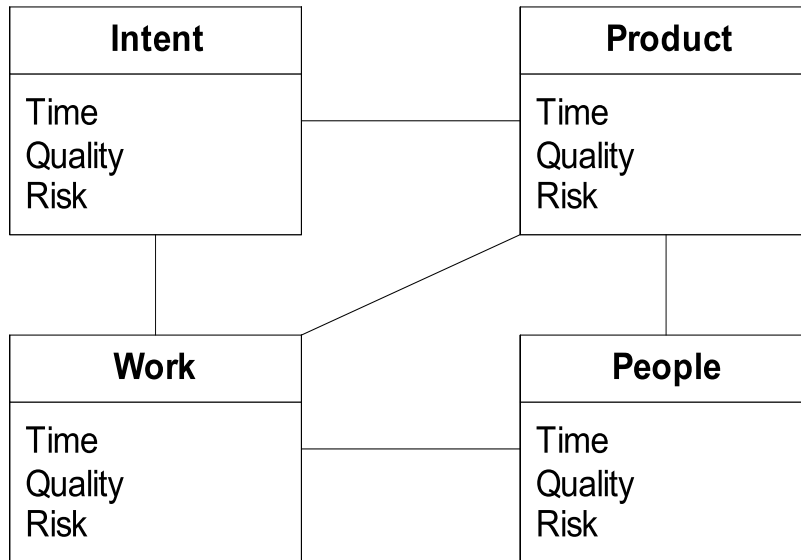 Intent
Time
Quality
Risk
Product
Time
Quality
Risk
Work
Time
Quality
Risk
People
Time
Quality
Risk